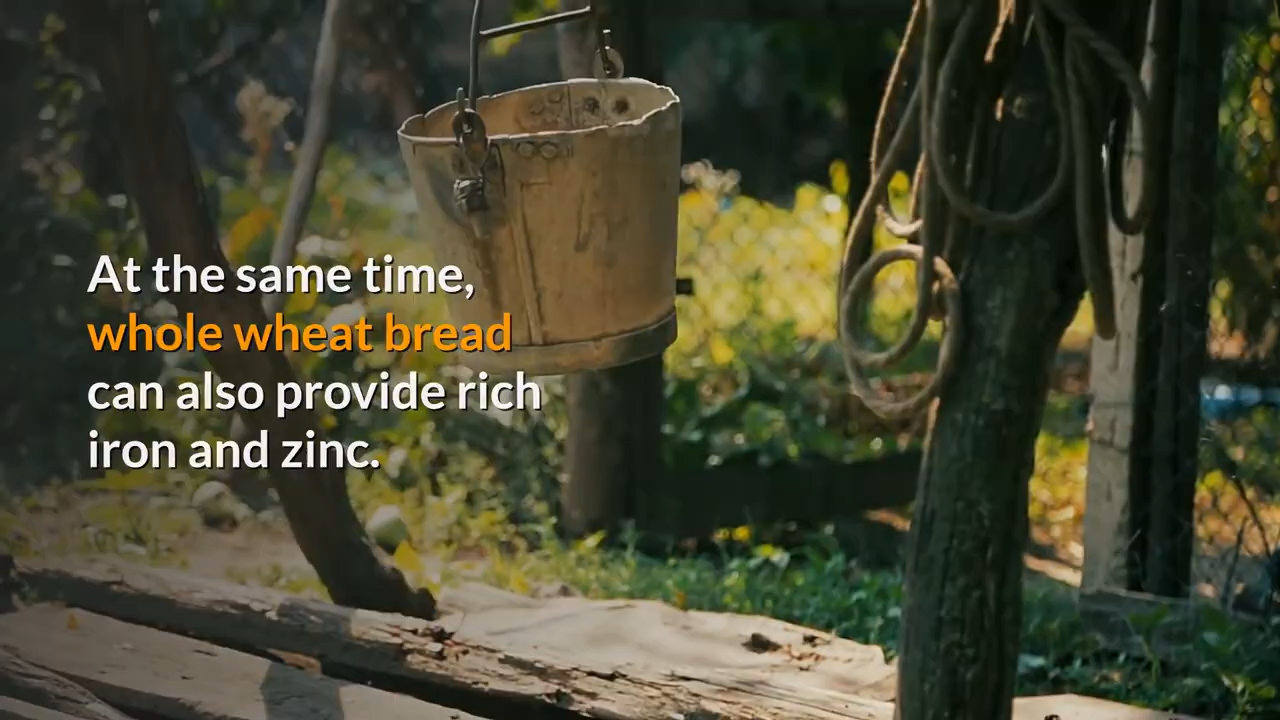 At the same time,
whole wheat bread
can also provide rich
iron and zinc.